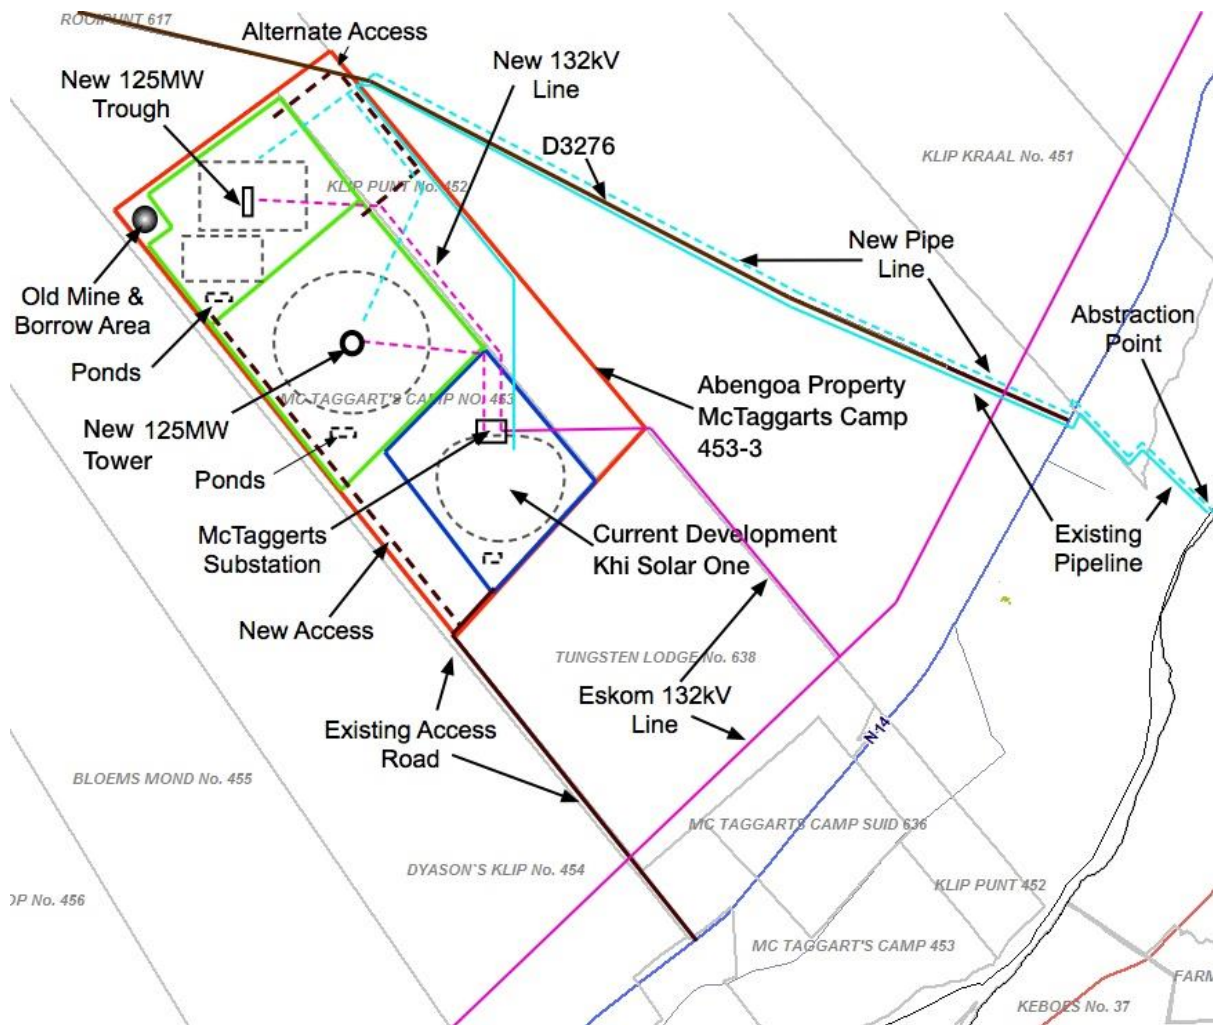 ROOIPUNT 617
Alternate Access
New 125MW
Trough
New 132kV
Line
D3276
KLIP KRAAL No. 451
KLIP PUNT No. 452
New Pipe
Line
Old Mine &
Borrow Area
Abstraction
Point
Ponds
Abengoa Property
McTaggarts Camp
453-3
MC TAGGART'S CAMP NO. 453
New 125MW
Tower
Ponds
McTaggerts
Substation
Current Development
Khi Solar One
Existing
Pipeline
New Access
TUNGSTEN LODGE No. 638
Eskom 132kV
Line
Existing Access
Road
N 14
BLOEMS MOND No. 455
MC TAGGARTS CAMP SUID 636
DYASON'S KLIP No. 454
KLIP PUNT 452
OP No. 456
MC TAGGART'S CAMP 453
FARM
KEBOES No. 37